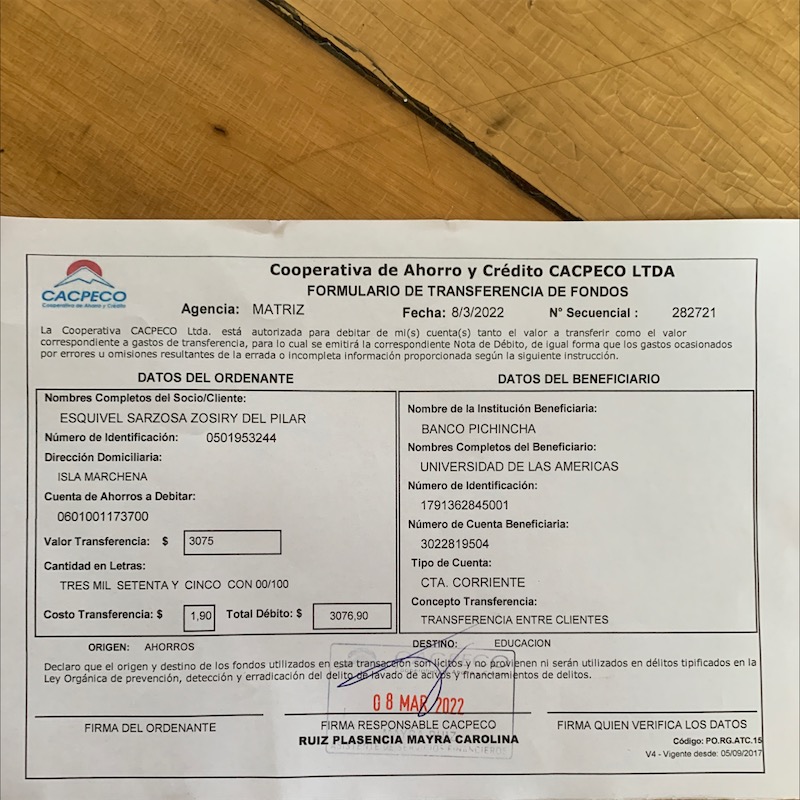 Cooperativa de Ahorro y Crédito CACPECO LTDA
CACPECO
Cooperativa de Ahorro y Crédito
FORMULARIO DE TRANSFERENCIA DE FONDOS
Agencia: MATRIZ Fecha: 8/3/2022 N° Secuencial : 282721
La Cooperativa CACPECO Ltda. está autorizada para debitar de mi(s) cuenta(s) tanto el valor a transferir como el valor
correspondiente a gastos de transferencia, para lo cual se emitirá la correspondiente Nota de Débito, de igual forma que los gastos ocasionados
por errores u omisiones resultantes de la errada o incompleta información proporcionada según la siguiente instrucción.
DATOS DEL ORDENANTE
Nombres Completos del Socio/Cliente:
ESQUIVEL SARZOSA ZOSIRY DEL PILAR
Número de Identificación: 0501953244
Dirección Domiciliaria:
ISLA MARCHENA
Cuenta de Ahorros a Debitar:
0601001173700
Valor Transferencia: $ 3075
Cantidad en Letras:
TRES MIL SETENTA Y CINCO CON 00/100
Costo Transferencia: $ 1,90 Total Débito: $ 3076,90
DATOS DEL BENEFICIARIO
Nombre de la Institución Beneficiaria:
BANCO PICHINCHA
Nombres Completos del Beneficiario:
UNIVERSIDAD DE LAS AMERICAS
Número de Identificación:
1791362845001
Número de Cuenta Beneficiaria:
3022819504
Tipo de Cuenta:
CTA. CORRIENTE
Concepto Transferencia:
TRANSFERENCIA ENTRE CLIENTES
ORIGEN: AHORROS DESTINO: EDUCACION
Declaro que el origen y destino de los fondos utilizados en esta transacción son lícitos y no provienen ni serán utilizados en délitos tipificados en la
Ley Orgánica de prevención, detección y erradicación del delito de lavado de activos y financiamientos de delitos.
CACPECO
08 MAR 2022
FIRMA DEL ORDENANTE
FIRMA RESPONSABLE CACPECO
RUIZ PLASENCIA MAYRA CAROLINA
FIRMA QUIEN VERIFICA LOS DATOS
Código: PO.RG.ATC.15
V4 - Vigente desde: 05/09/2017